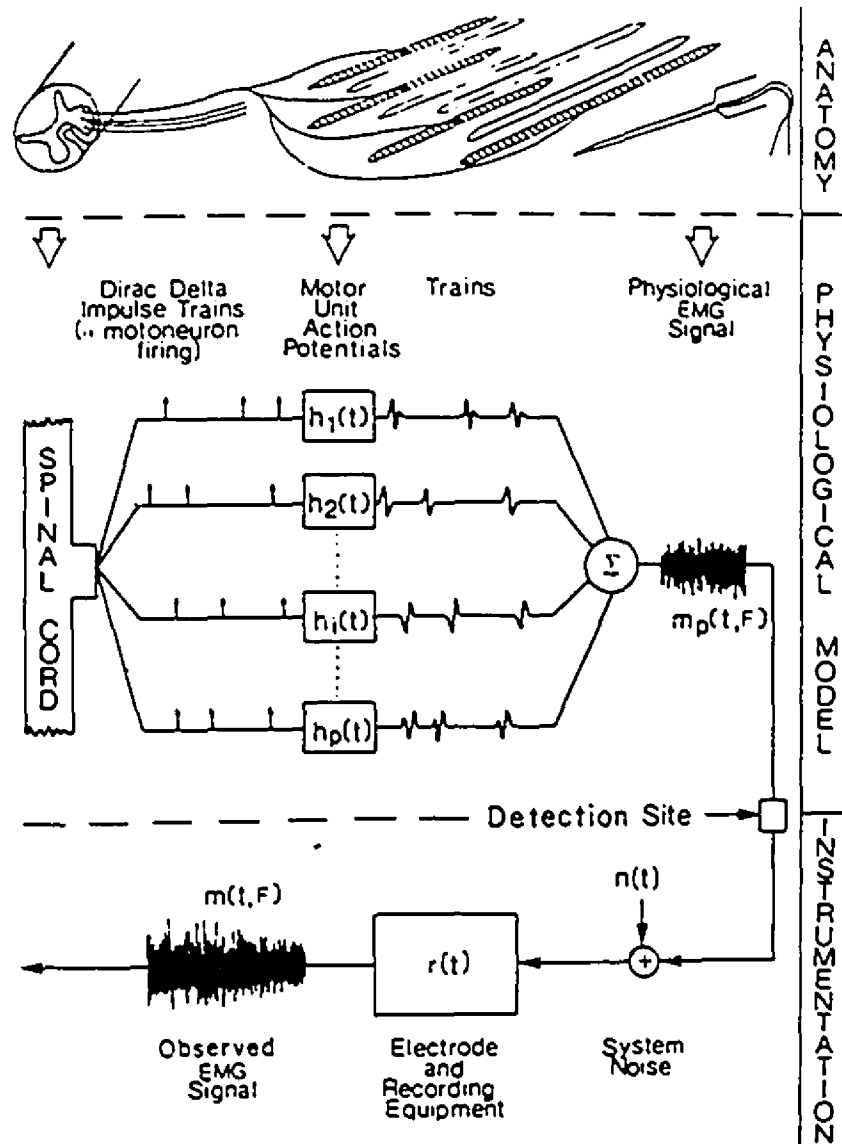 ANATOMY
Dirac Delta
Impulse Trains
( motoneuron
firing)
Motor
Unit
Action
Potentials
Trains
Physiological
EMG
Signal
PHYSIOLOGICAL MODEL
SPINAL CORD
h1(t)
h2(t)
hi(t)
hp(t)
Σ
mp(t,F)
Detection Site
INSTRUMENTATION
m(t,F)
r(t)
n(t)
+
Observed
EMG
Signal
Electrode
and
Recording
Equipment
System
Noise